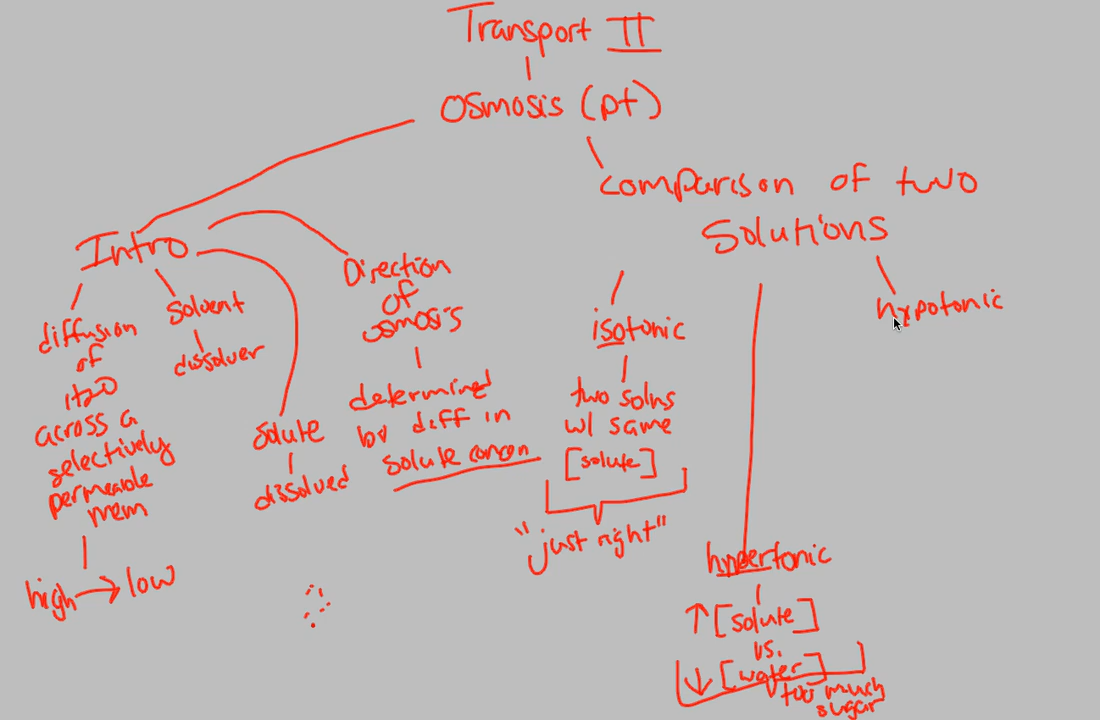 Transport II
Osmosis (pt)
Comparison of two
Solutions
Intro
diffusion
of
H2O
across a
selectively
permeable
mem
high → low
Solvent
dissolver
Solute
dissolved
Direction
of
osmosis
determined
by diff in
solute concen
isotonic
two solns
w/ same
[solute]
"just right"
hypertonic
↑ [solute]
vs.
↓ [water]
too much
sugar
hypotonic